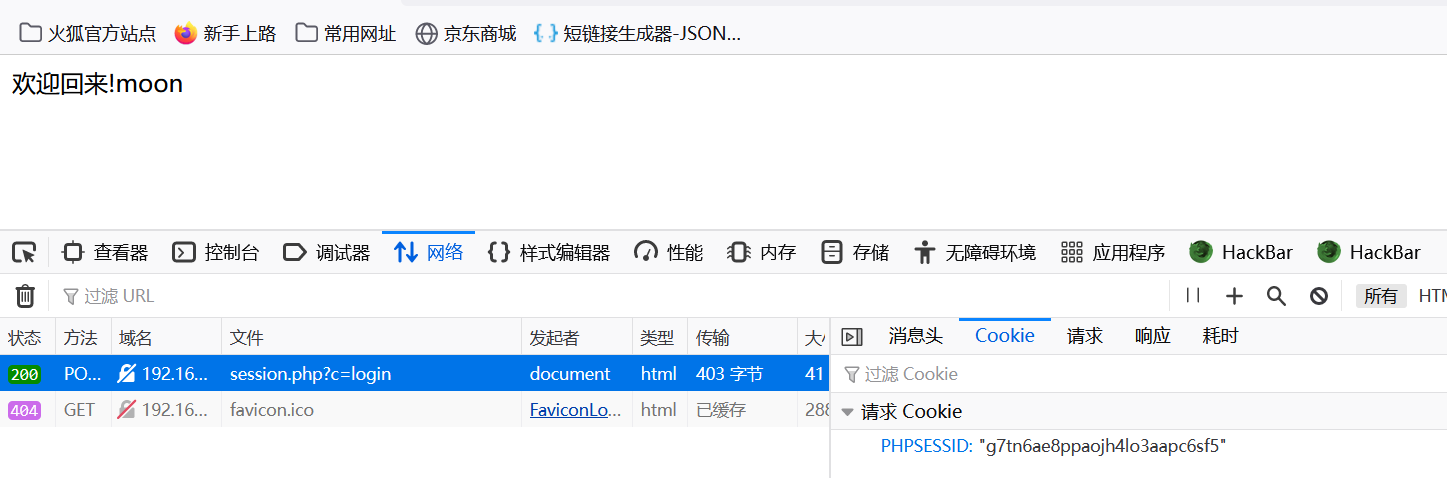 火狐官方站点 新手上路 常用网址 京东商城 短链接生成器-JSON...
欢迎回来!moon
查看器 控制台 调试器 网络 样式编辑器 性能 内存 存储 无障碍环境 应用程序 HackBar HackBar
过滤 URL 所有 HTM
状态 方法 域名 文件 发起者 类型 传输 大小 消息头 Cookie 请求 响应 耗时
200 PO... 192.16... session.php?c=login document html 403 字节 41 过滤 Cookie
404 GET 192.16... favicon.ico FaviconLo... html 已缓存 288 请求 Cookie
PHPSESSID: "g7tn6ae8ppaojh4lo3aapc6sf5"